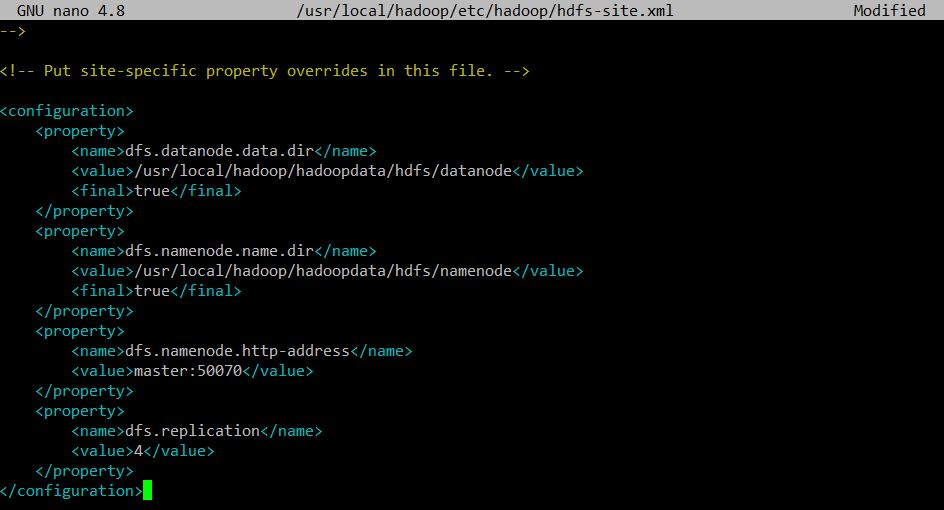 GNU nano 4.8 /usr/local/hadoop/etc/hadoop/hdfs-site.xml Modified
-->
<!-- Put site-specific property overrides in this file. -->
<configuration>
    <property>
        <name>dfs.datanode.data.dir</name>
        <value>/usr/local/hadoop/hadoopdata/hdfs/datanode</value>
        <final>true</final>
    </property>
    <property>
        <name>dfs.namenode.name.dir</name>
        <value>/usr/local/hadoop/hadoopdata/hdfs/namenode</value>
        <final>true</final>
    </property>
    <property>
        <name>dfs.namenode.http-address</name>
        <value>master:50070</value>
    </property>
    <property>
        <name>dfs.replication</name>
        <value>4</value>
    </property>
</configuration>